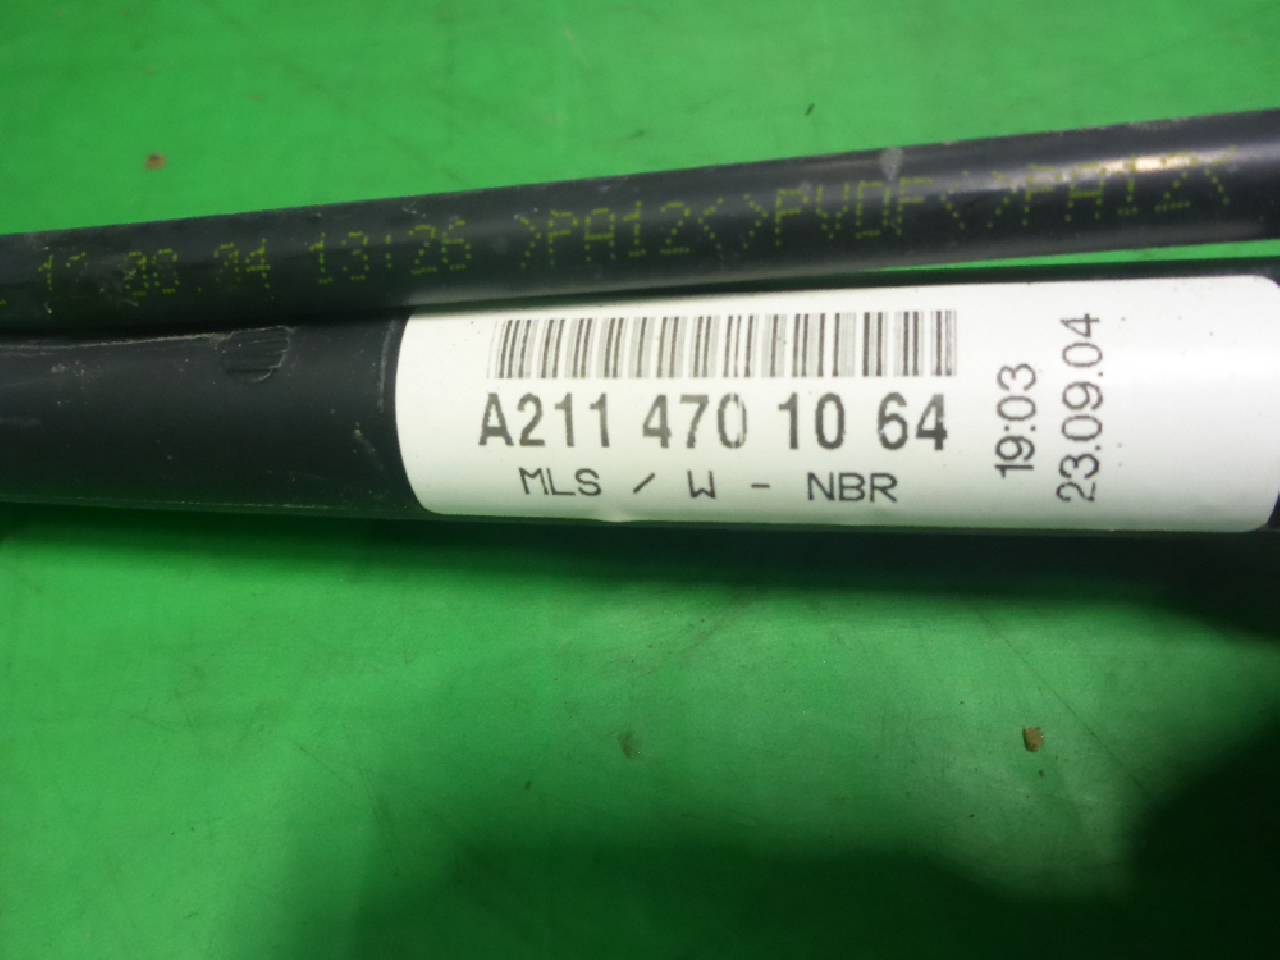 13:26 >PA12<>PVDF<>PA12<
A211 470 10 64
MLS / W - NBR
19:03
23.09.04